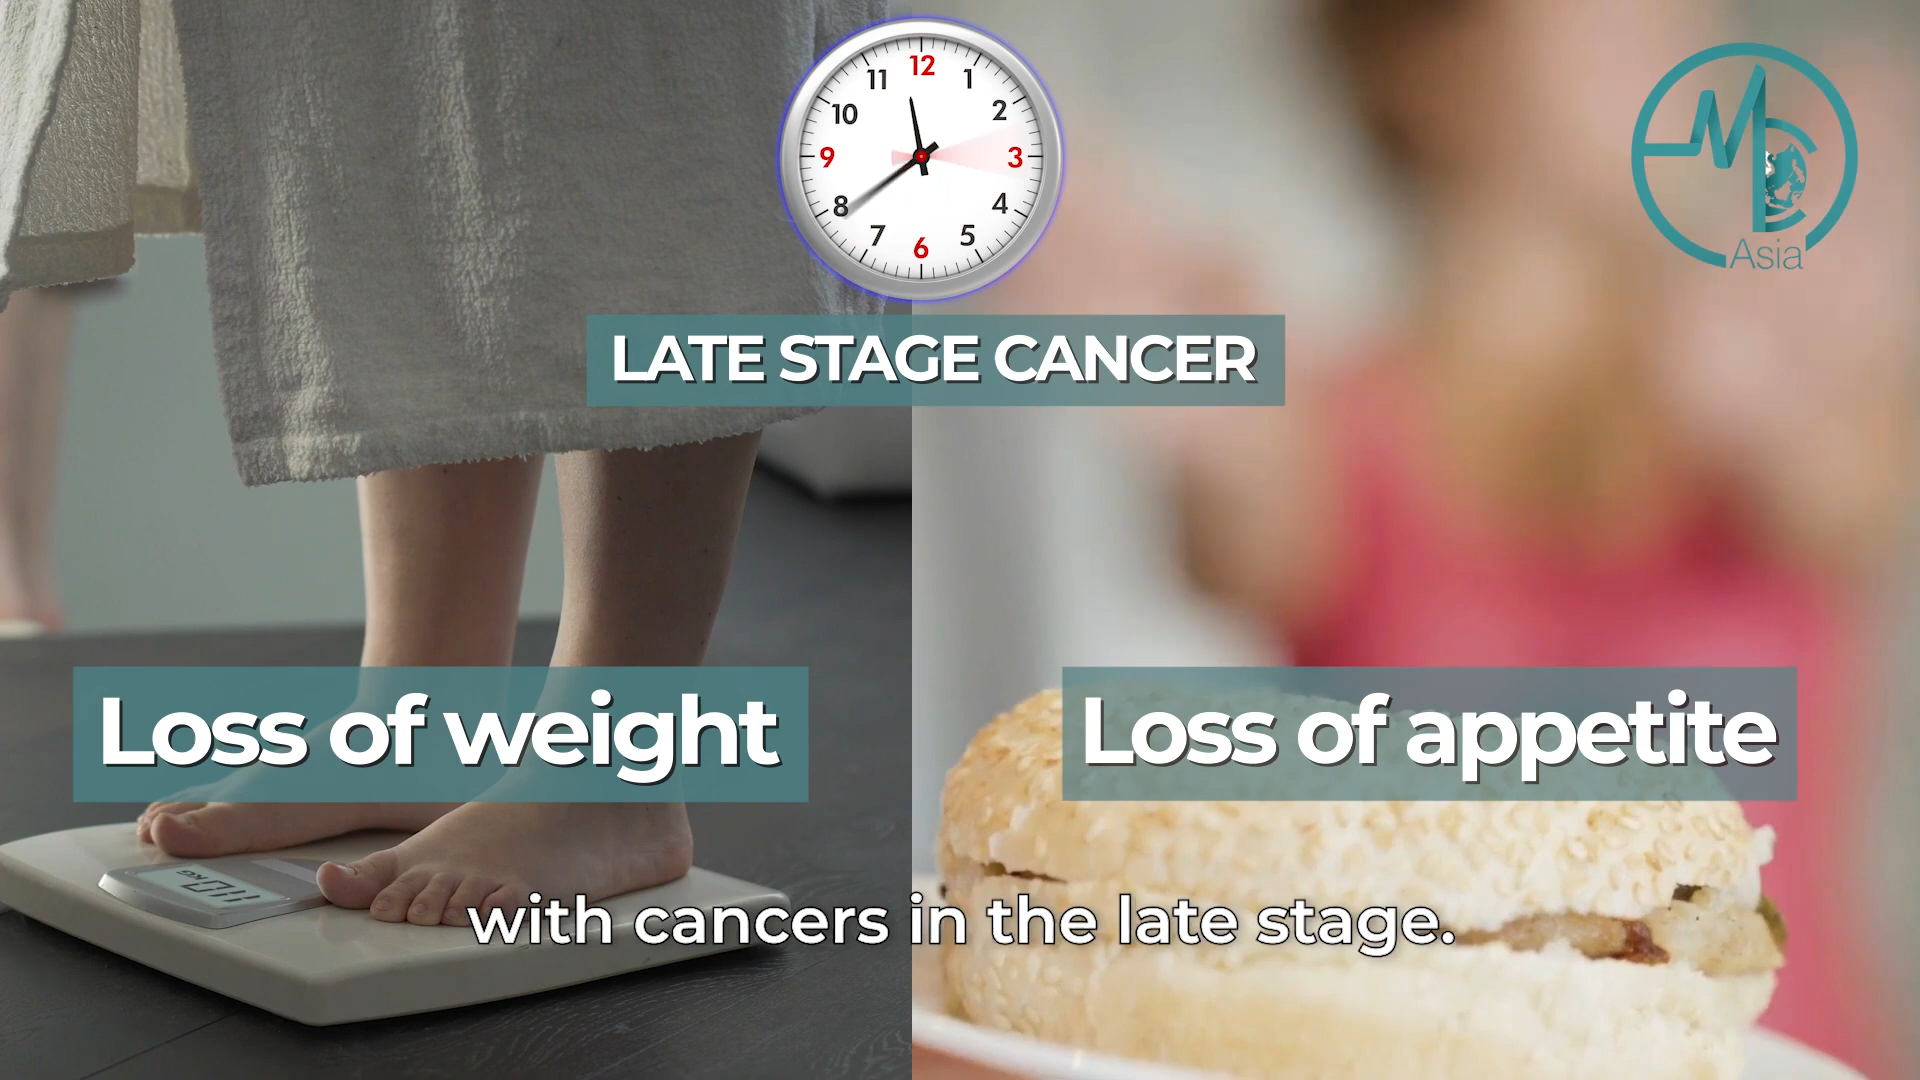 12
11
1
10
2
9
3
8
4
7
5
6
Asia
LATE STAGE CANCER
Loss of weight
Loss of appetite
with cancers in the late stage.